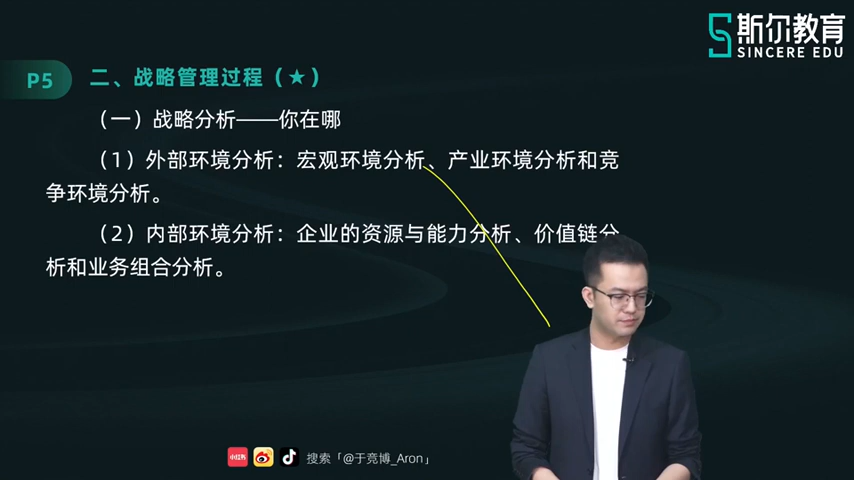 斯尔教育
SINCERE EDU
P5
二、战略管理过程（★）
（一）战略分析——你在哪
（1）外部环境分析：宏观环境分析、产业环境分析和竞
争环境分析。
（2）内部环境分析：企业的资源与能力分析、价值链分
析和业务组合分析。
小红书
搜索「@于竞博_Aron」